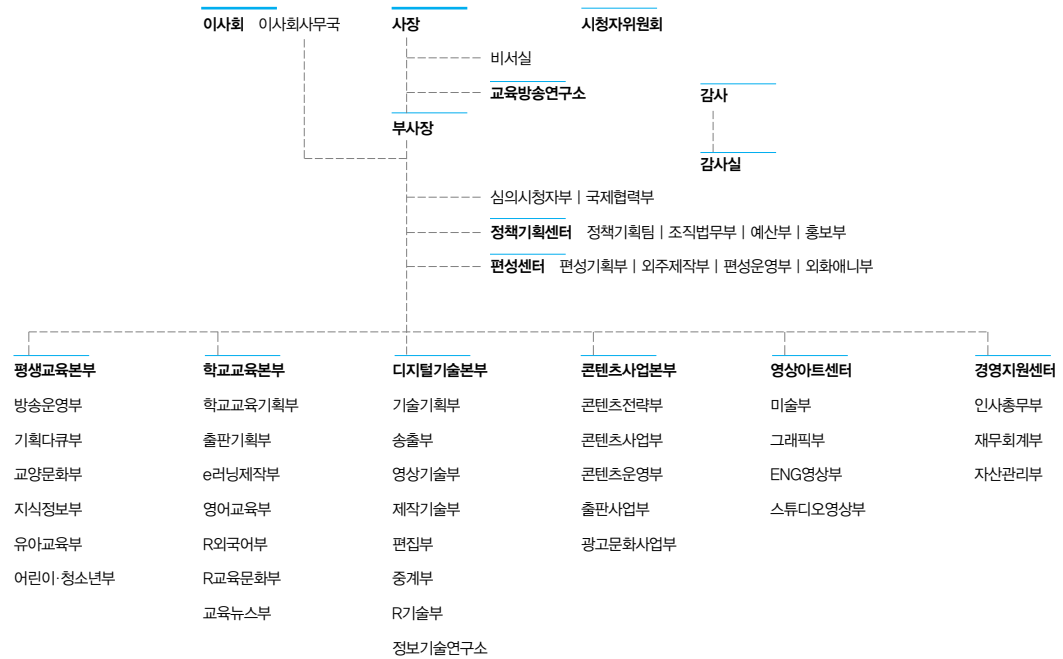 이사회 이사회사무국
사장
시청자위원회
비서실
교육방송연구소
감사
부사장
감사실
심의시청자부 | 국제협력부
정책기획센터 정책기획팀 | 조직법무부 | 예산부 | 홍보부
편성센터 편성기획부 | 외주제작부 | 편성운영부 | 외화애니부
평생교육본부
방송운영부
기획다큐부
교양문화부
지식정보부
유아교육부
어린이·청소년부
학교교육본부
학교교육기획부
출판기획부
e러닝제작부
영어교육부
R외국어부
R교육문화부
교육뉴스부
디지털기술본부
기술기획부
송출부
영상기술부
제작기술부
편집부
중계부
R기술부
정보기술연구소
콘텐츠사업본부
콘텐츠전략부
콘텐츠사업부
콘텐츠운영부
출판사업부
광고문화사업부
영상아트센터
미술부
그래픽부
ENG영상부
스튜디오영상부
경영지원센터
인사총무부
재무회계부
자산관리부